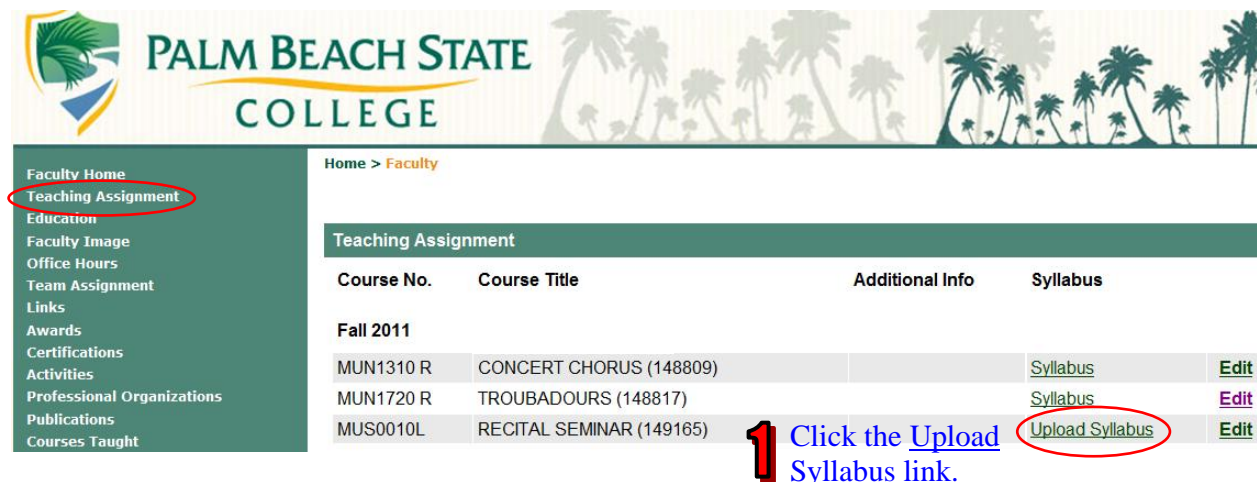 PALM BEACH STATE
COLLEGE
Home > Faculty
Faculty Home
Teaching Assignment
Education
Faculty Image
Office Hours
Team Assignment
Links
Awards
Certifications
Activities
Professional Organizations
Publications
Courses Taught
Teaching Assignment
Course No. Course Title Additional Info Syllabus
Fall 2011
MUN1310 R CONCERT CHORUS (148809) Syllabus Edit
MUN1720 R TROUBADOURS (148817) Syllabus Edit
MUS0010L RECITAL SEMINAR (149165) Upload Syllabus Edit
1 Click the Upload
Syllabus link.